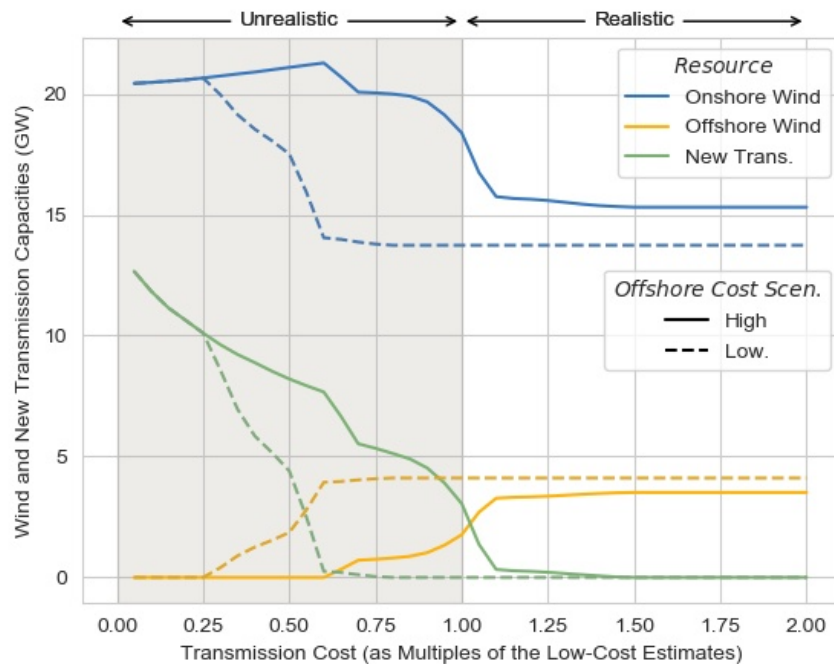 Unrealistic Realistic
Wind and New Transmission Capacities (GW)
20
15
10
5
0
Resource
Onshore Wind
Offshore Wind
New Trans.
Offshore Cost Scen.
High
Low.
0.00 0.25 0.50 0.75 1.00 1.25 1.50 1.75 2.00
Transmission Cost (as Multiples of the Low-Cost Estimates)